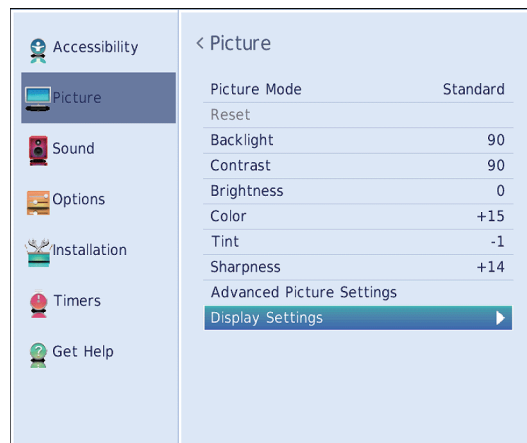 Accessibility
Picture
Sound
Options
Installation
Timers
Get Help
< Picture
Picture Mode Standard
Reset
Backlight 90
Contrast 90
Brightness 0
Color +15
Tint -1
Sharpness +14
Advanced Picture Settings
Display Settings